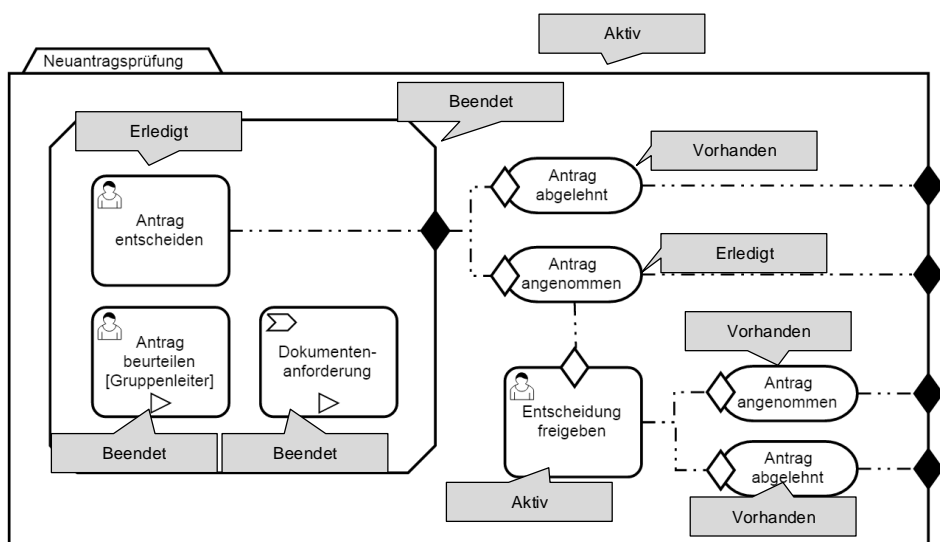 Aktiv
Neuantragsprüfung
Beendet
Erledigt
Vorhanden
Antrag
abgelehnt
Antrag
entscheiden
Erledigt
Antrag
angenommen
Vorhanden
Antrag
beurteilen
[Gruppenleiter]
Dokumenten-
anforderung
Antrag
angenommen
Entscheidung
freigeben
Beendet
Beendet
Antrag
abgelehnt
Aktiv
Vorhanden